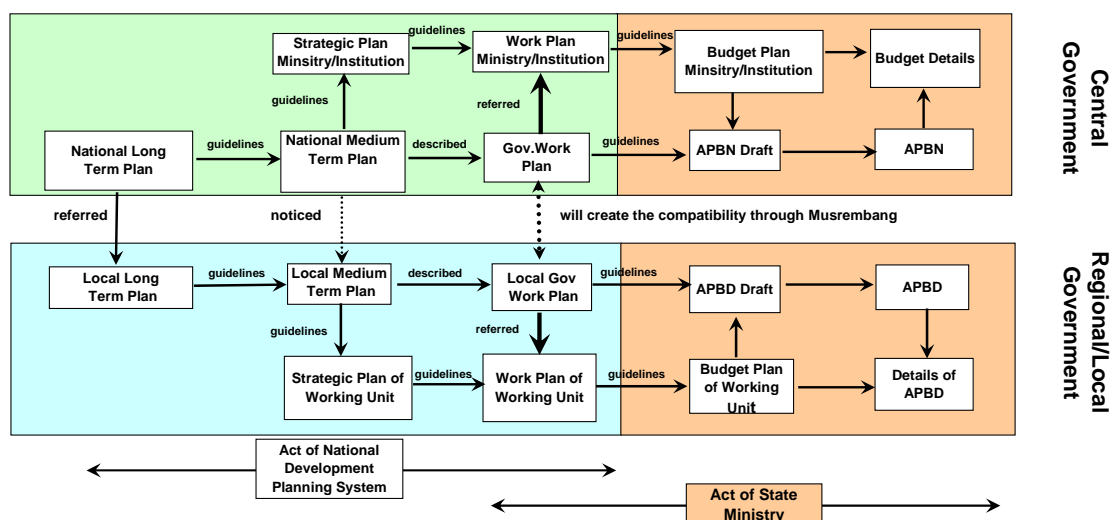 Strategic Plan
Minsitry/Institution
guidelines
Work Plan
Ministry/Institution
guidelines
Budget Plan
Minsitry/Institution
Budget Details
Central
Government
guidelines
referred
National Long
Term Plan
guidelines
National Medium
Term Plan
described
Gov.Work
Plan
guidelines
APBN Draft
APBN
referred
noticed
will create the compatibility through Musrembang
Local Long
Term Plan
guidelines
Local Medium
Term Plan
described
Local Gov
Work Plan
guidelines
APBD Draft
APBD
Regional/Local
Government
guidelines
referred
Strategic Plan of
Working Unit
guidelines
Work Plan of
Working Unit
guidelines
Budget Plan
of Working
Unit
Details of
APBD
Act of National
Development
Planning System
Act of State
Ministry